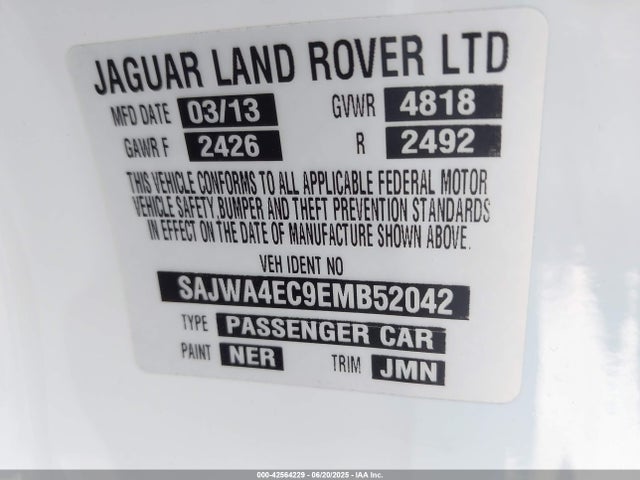 JAGUAR LAND ROVER LTD
MFD DATE 03/13 GVWR 4818
GAWR F 2426 R 2492
THIS VEHICLE CONFORMS TO ALL APPLICABLE FEDERAL MOTOR
VEHICLE SAFETY, BUMPER AND THEFT PREVENTION STANDARDS
IN EFFECT ON THE DATE OF MANUFACTURE SHOWN ABOVE.
VEH IDENT NO
SAJWA4EC9EMB52042
TYPE PASSENGER CAR
PAINT NER TRIM JMN
000-42564229 - 06/20/2025 - IAA Inc.